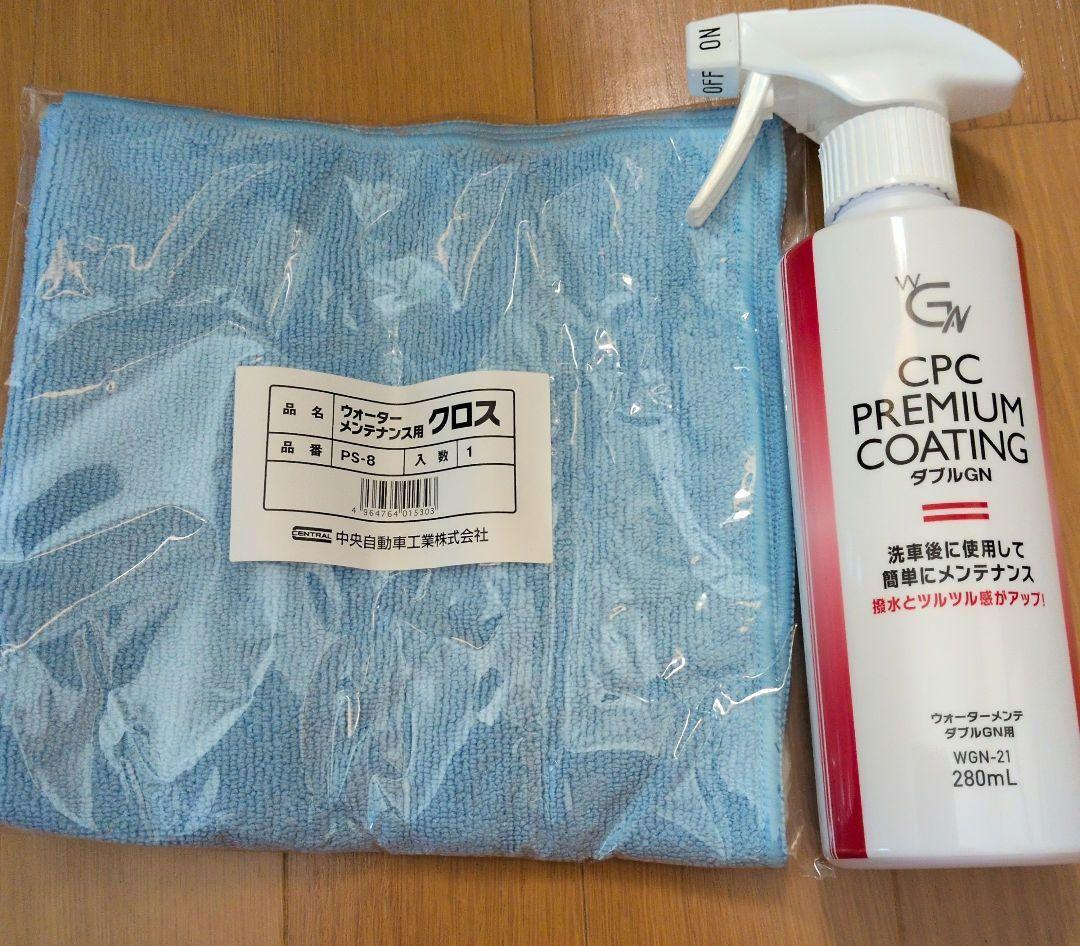 品名 ウォーター
メンテナンス用 クロス
品番 PS-8 入数 1
4 964764 015303
CENTRAL 中央自動車工業株式会社
OFF ON
WGN
CPC
PREMIUM
COATING
ダブルGN
洗車後に使用して
簡単にメンテナンス
撥水とツルツル感がアップ!
ウォーターメンテ
ダブルGN用
WGN-21
280mL